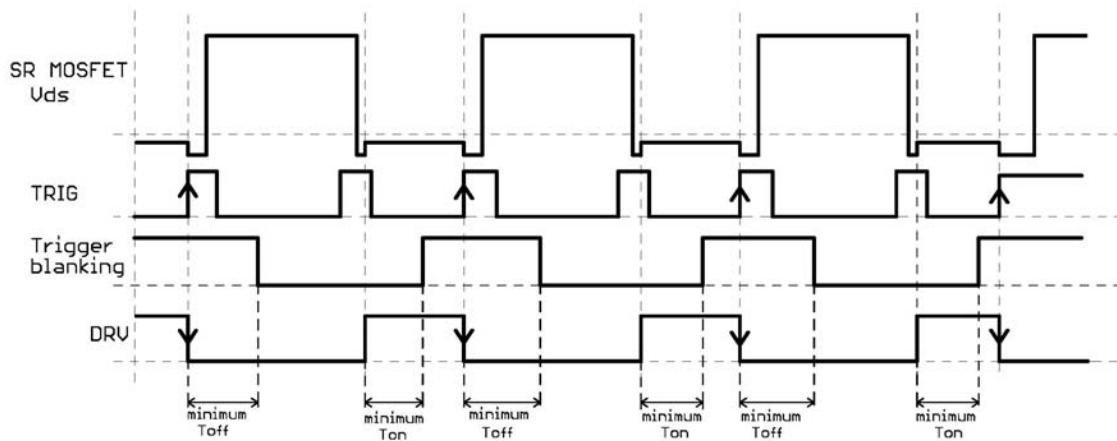 SR MOSFET
Vds
TRIG
Trigger
blanking
DRV
minimum
Toff
minimum
Ton
minimum
Toff
minimum
Ton
minimum
Toff
minimum
Ton